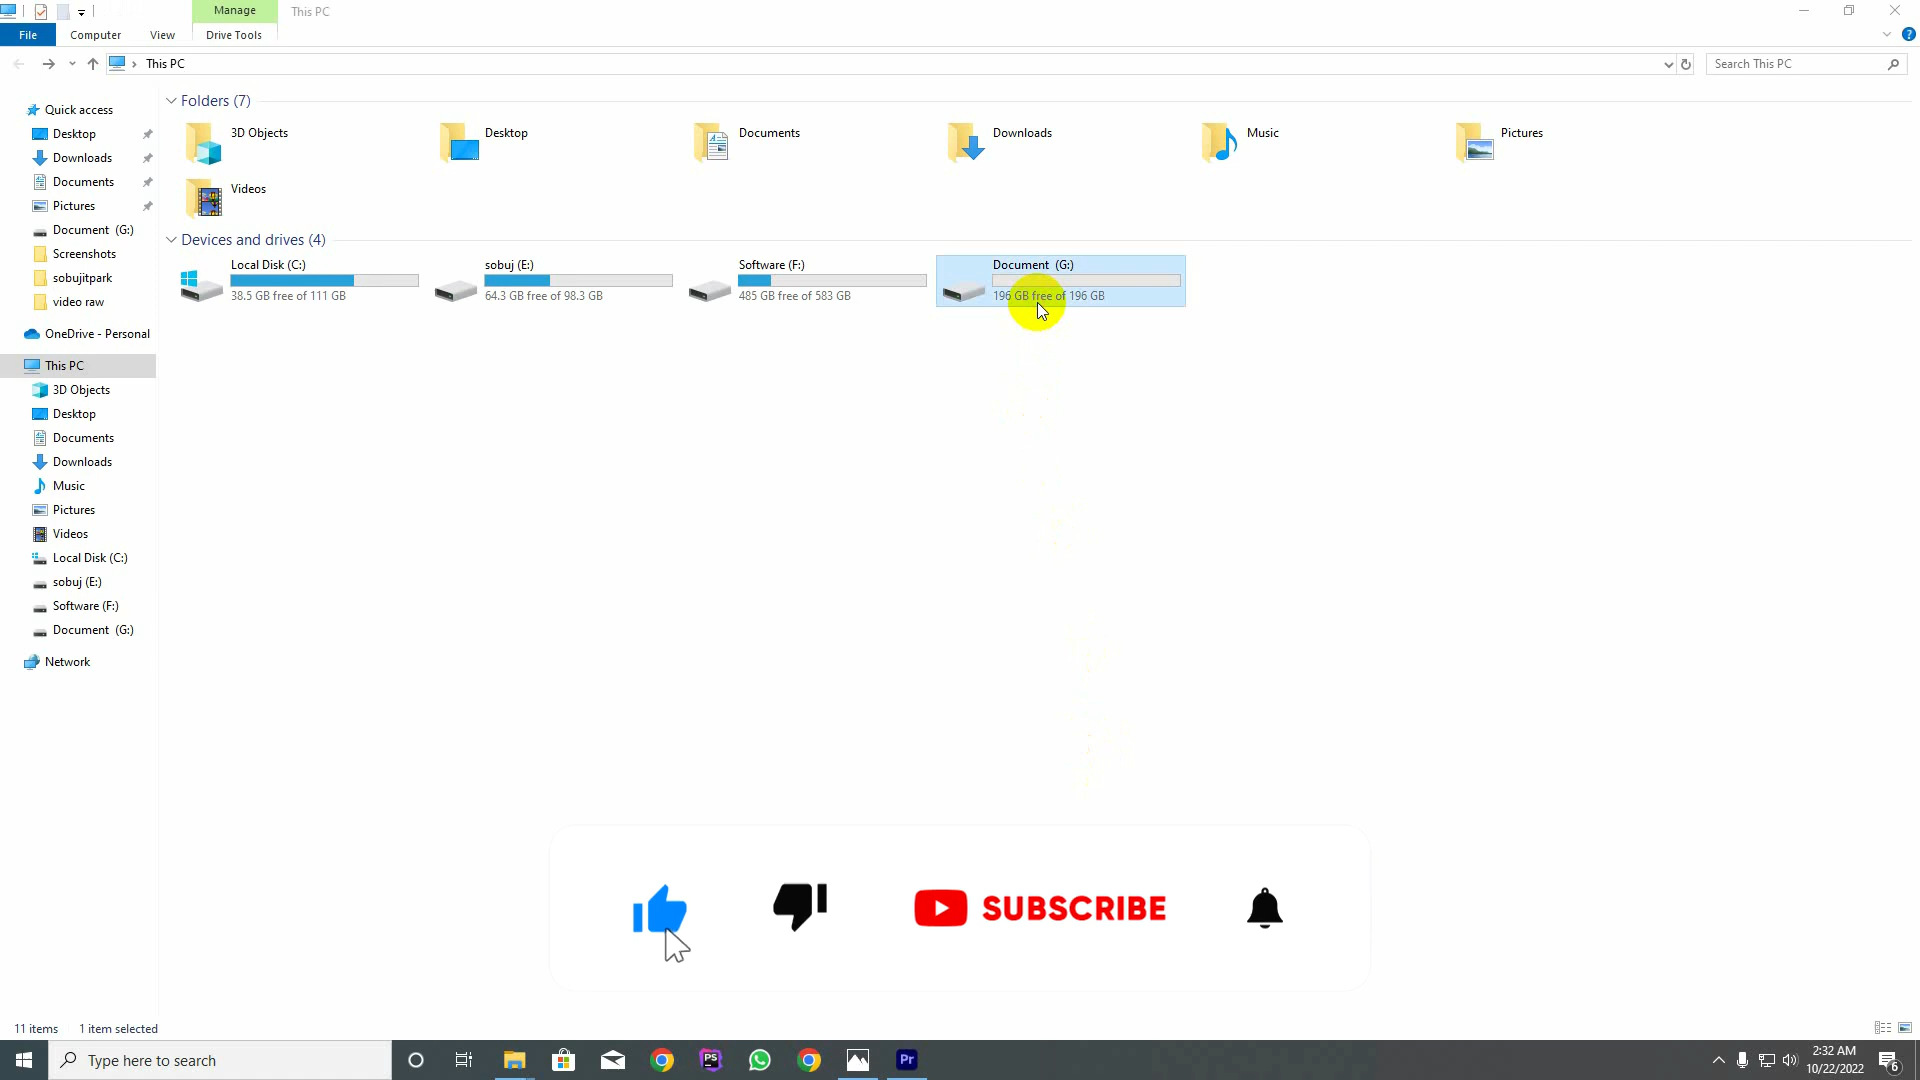 Manage
This PC
File
Computer
View
Drive Tools
This PC
Search This PC
Quick access
Desktop
Downloads
Documents
Pictures
Document (G:)
Screenshots
sobujitpark
video raw
OneDrive - Personal
This PC
3D Objects
Desktop
Documents
Downloads
Music
Pictures
Videos
Local Disk (C:)
sobuj (E:)
Software (F:)
Document (G:)
Network
Folders (7)
3D Objects
Desktop
Documents
Downloads
Music
Pictures
Videos
Devices and drives (4)
Local Disk (C:)
38.5 GB free of 111 GB
sobuj (E:)
64.3 GB free of 98.3 GB
Software (F:)
485 GB free of 583 GB
Document (G:)
196 GB free of 196 GB
SUBSCRIBE
11 items
1 item selected
Type here to search
PS
Pr
2:32 AM
10/22/2022
6